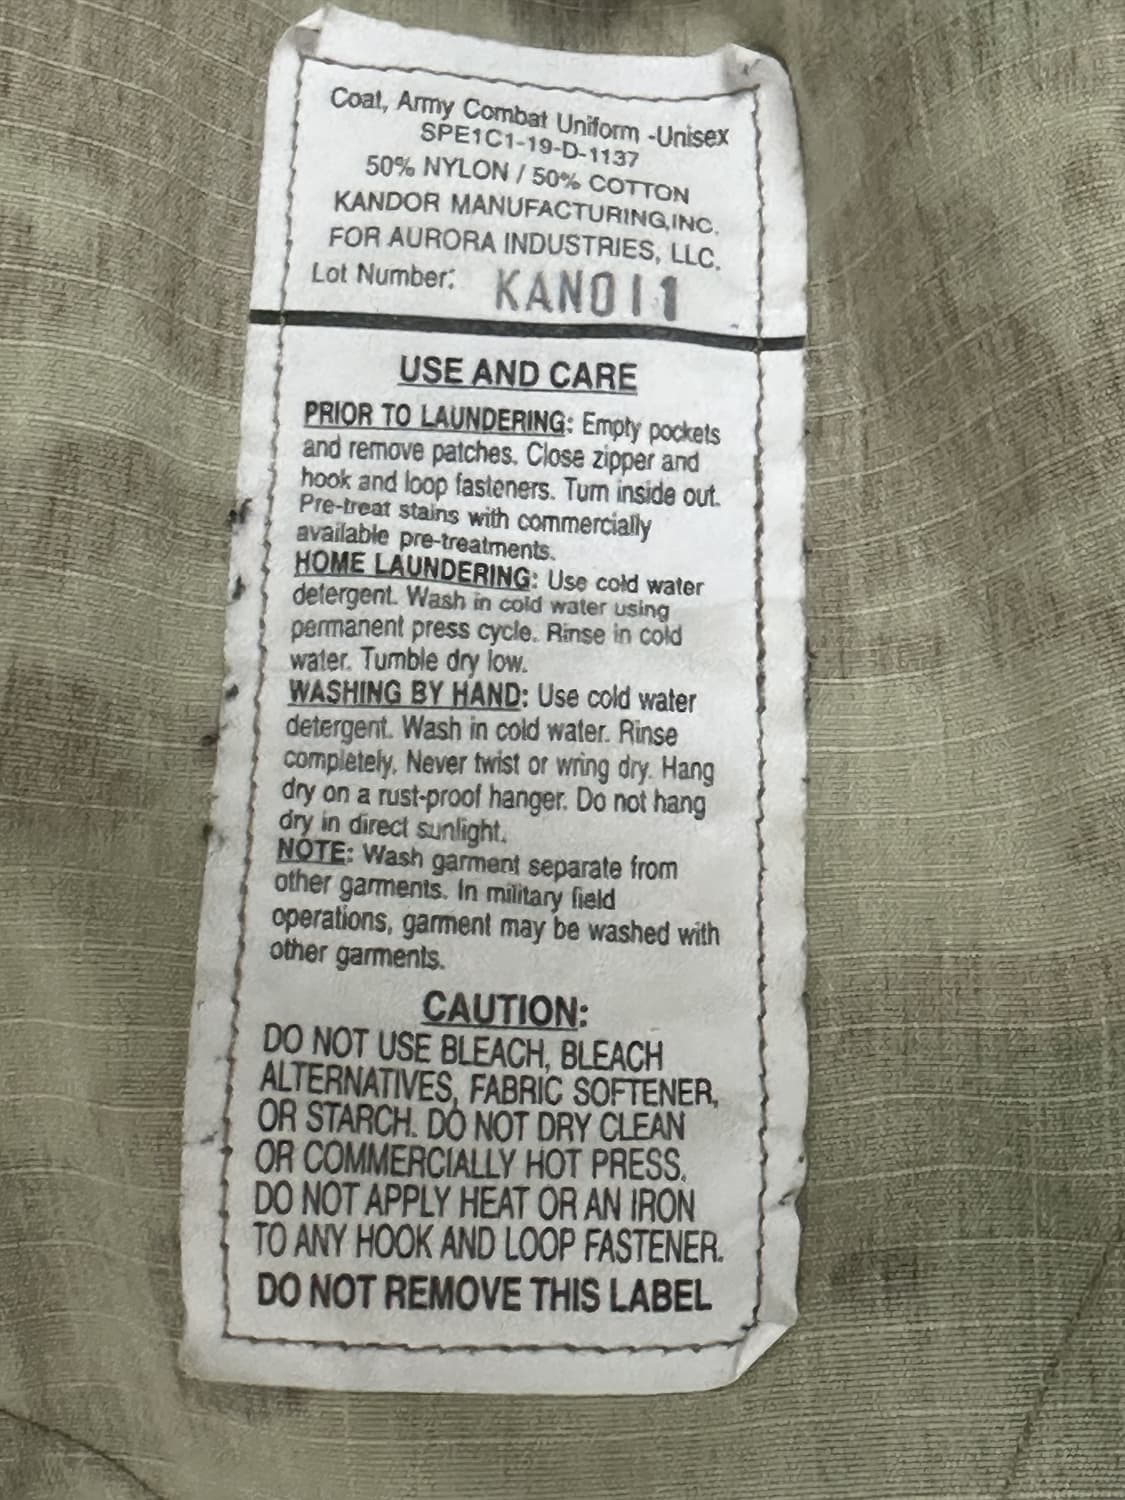 Coat, Army Combat Uniform -Unisex
SPE1C1-19-D-1137
50% NYLON / 50% COTTON
KANDOR MANUFACTURING,INC.
FOR AURORA INDUSTRIES, LLC.
Lot Number: KAN011
USE AND CARE
PRIOR TO LAUNDERING: Empty pockets
and remove patches. Close zipper and
hook and loop fasteners. Turn inside out.
Pre-treat stains with commercially
available pre-treatments.
HOME LAUNDERING: Use cold water
detergent. Wash in cold water using
permanent press cycle. Rinse in cold
water. Tumble dry low.
WASHING BY HAND: Use cold water
detergent. Wash in cold water. Rinse
completely. Never twist or wring dry. Hang
dry on a rust-proof hanger. Do not hang
dry in direct sunlight.
NOTE: Wash garment separate from
other garments. In military field
operations, garment may be washed with
other garments.
CAUTION:
DO NOT USE BLEACH, BLEACH
ALTERNATIVES, FABRIC SOFTENER,
OR STARCH. DO NOT DRY CLEAN
OR COMMERCIALLY HOT PRESS.
DO NOT APPLY HEAT OR AN IRON
TO ANY HOOK AND LOOP FASTENER.
DO NOT REMOVE THIS LABEL